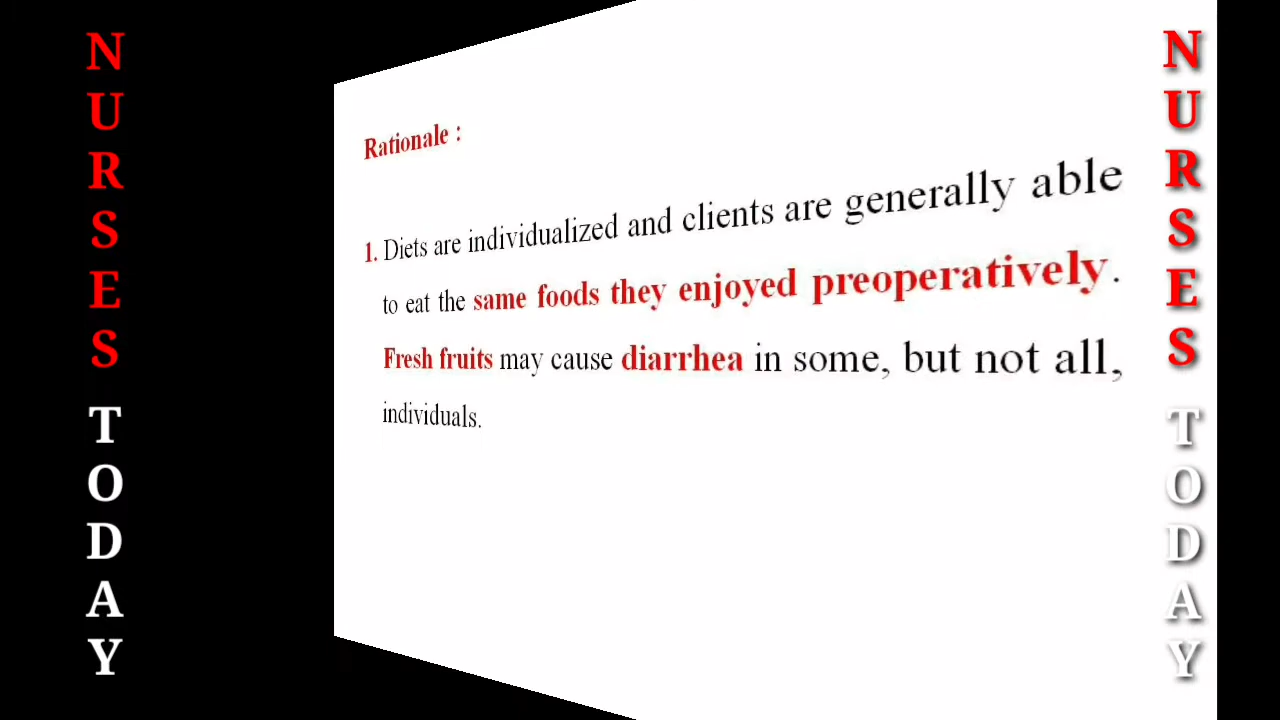 NURSES TODAY
Rationale :
1. Diets are individualized and clients are generally able
to eat the same foods they enjoyed preoperatively.
Fresh fruits may cause diarrhea in some, but not all,
individuals.
NURSES TODAY